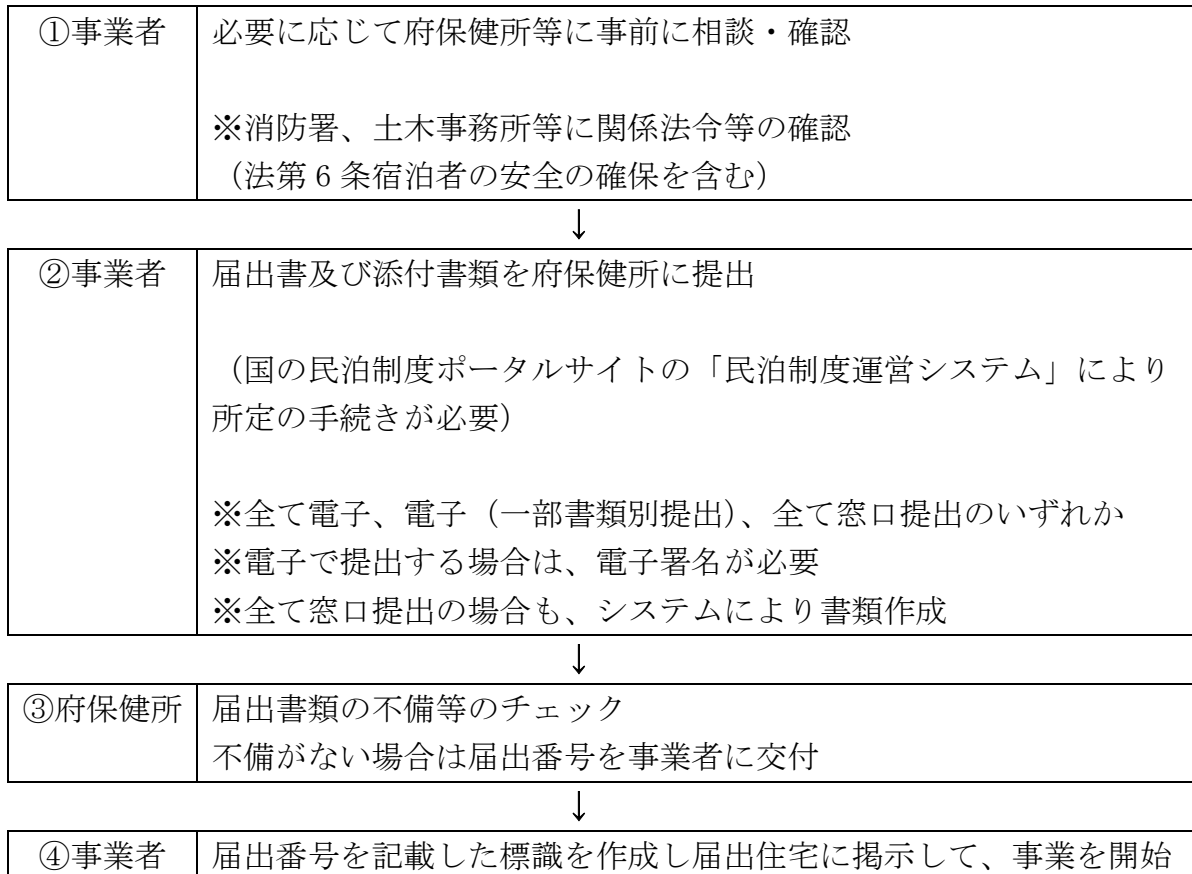 ①事業者 必要に応じて府保健所等に事前に相談・確認
※消防署、土木事務所等に関係法令等の確認
(法第6条宿泊者の安全の確保を含む)
↓
②事業者 届出書及び添付書類を府保健所に提出
(国の民泊制度ポータルサイトの「民泊制度運営システム」により
所定の手続きが必要)
※全て電子、電子(一部書類別提出)、全て窓口提出のいずれか
※電子で提出する場合は、電子署名が必要
※全て窓口提出の場合も、システムにより書類作成
↓
③府保健所 届出書類の不備等のチェック
不備がない場合は届出番号を事業者に交付
↓
④事業者 届出番号を記載した標識を作成し届出住宅に掲示して、事業を開始